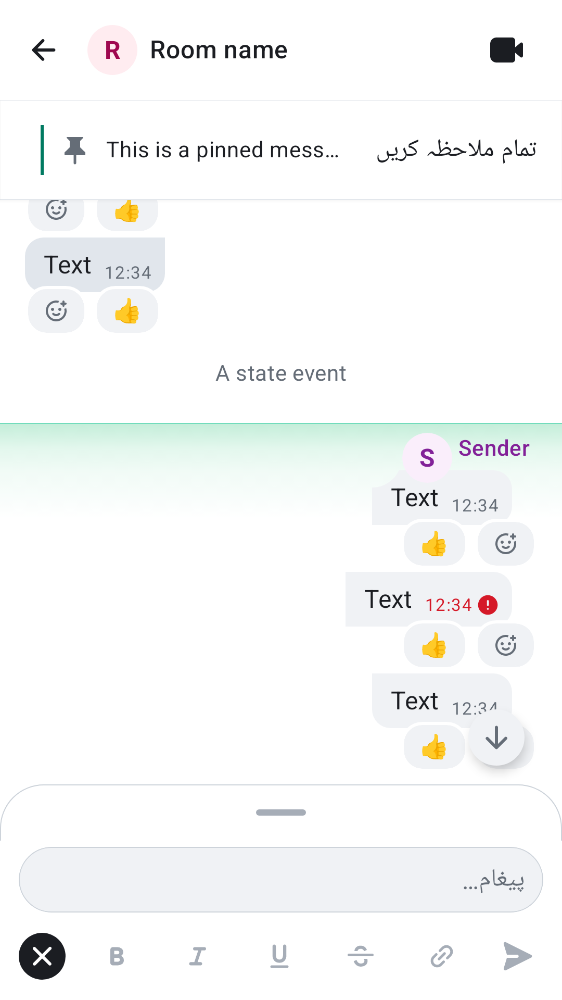 R Room name
This is a pinned mess... تمام ملاحظہ کریں
Text 12:34
A state event
S Sender
Text 12:34
Text 12:34
Text 12:34
پیغام...
B I U S